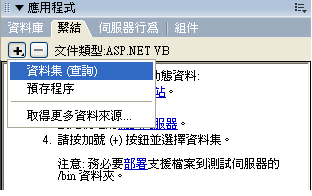 應用程式
資料庫 繫結 伺服器行為 組件
文件類型:ASP.NET VB
資料集 (查詢)
預存程序
取得更多資料來源...
功態資料:
站。
服器。
4. 請按加號 (+) 按鈕並選擇資料集。
注意: 務必要部署支援檔案到測試伺服器的
/bin 資料夾。